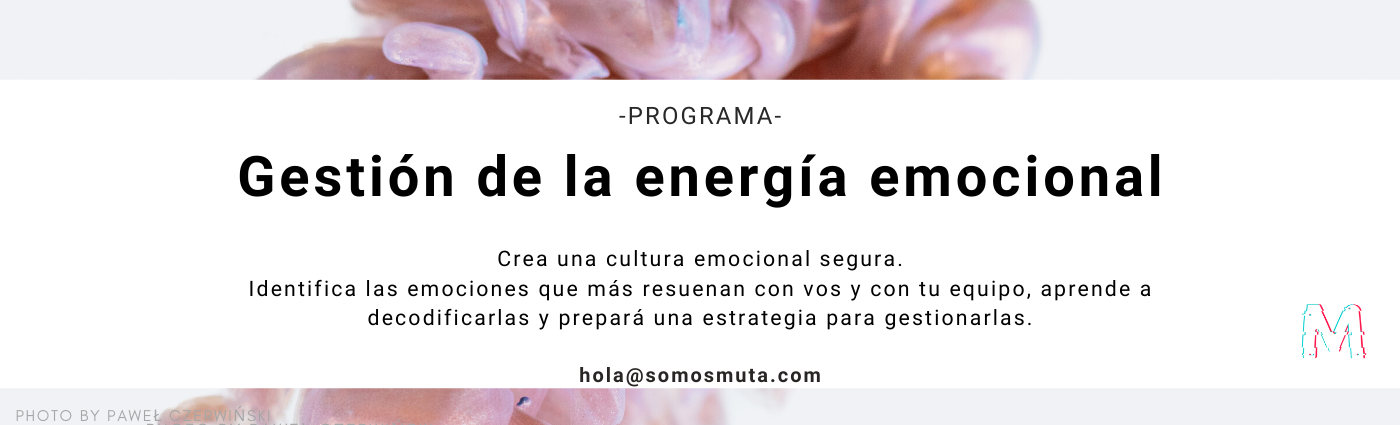 -PROGRAMA-
Gestión de la energía emocional
Crea una cultura emocional segura.
Identifica las emociones que más resuenan con vos y con tu equipo, aprende a
decodificarlas y prepará una estrategia para gestionarlas.
M
hola@somosmuta.com
PHOTO BY PAWEŁ CZERWIŃSKI